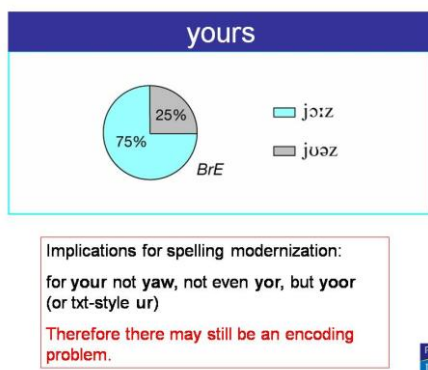 yours
25%
75%
BrE
jɔːz
jʊəz
Implications for spelling modernization:
for your not yaw, not even yor, but yoor
(or txt-style ur)
Therefore there may still be an encoding
problem.